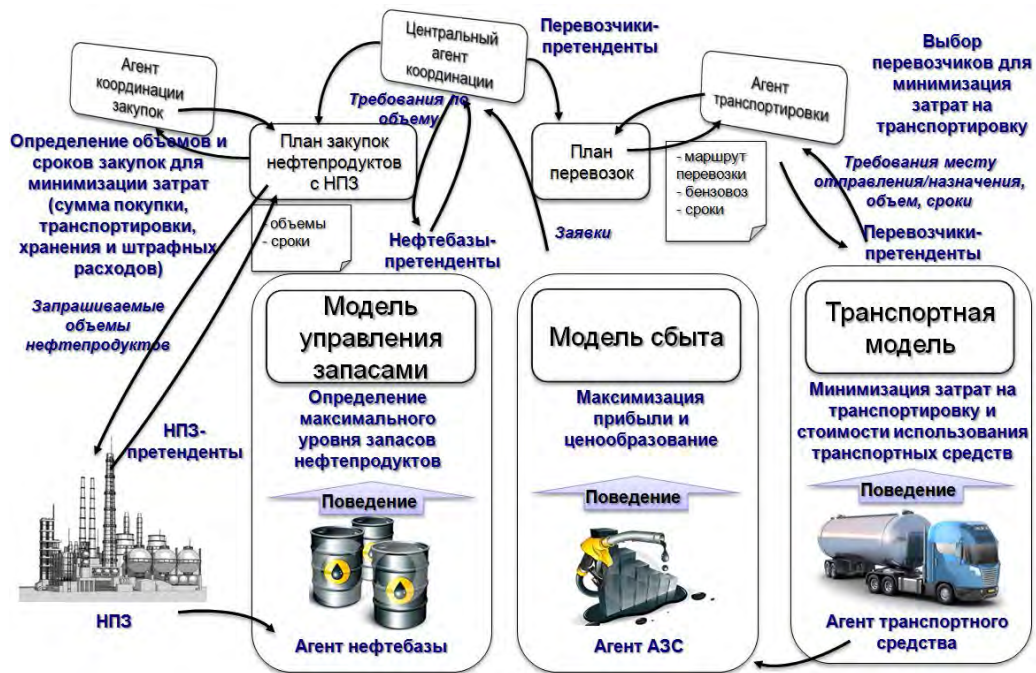 Агент
координации
закупок
Центральный
агент
координации
Перевозчики-
претенденты
Агент
транспортировки
Выбор
перевозчиков для
минимизация
затрат на
транспортировку
Требования по
объему
Определение объемов и
сроков закупок для
минимизации затрат
(сумма покупки,
транспортировки,
хранения и штрафных
расходов)
План закупок
нефтепродуктов
с НПЗ
- объемы
- сроки
План
перевозок
- маршрут
перевозки
- бензовоз
- сроки
Требования месту
отправления/назначения,
объем, сроки
Перевозчики-
претенденты
Нефтебазы-
претенденты
Заявки
Запрашиваемые
объемы
нефтепродуктов
НПЗ-
претенденты
НПЗ
Модель
управления
запасами
Определение
максимального
уровня запасов
нефтепродуктов
Поведение
Агент нефтебазы
Модель сбыта
Максимизация
прибыли и
ценообразование
Поведение
Агент АЗС
Транспортная
модель
Минимизация затрат на
транспортировку и
стоимости использования
транспортных средств
Поведение
Агент транспортного
средства